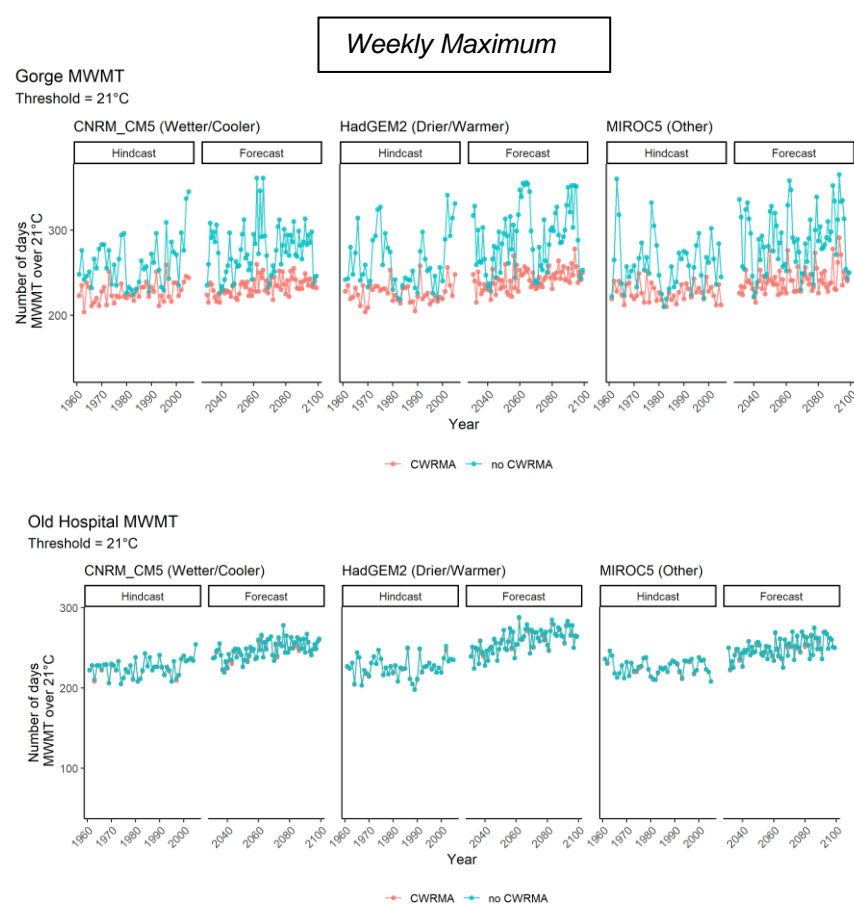 Weekly Maximum
Gorge MWMT
Threshold = 21°C
CNRM_CM5 (Wetter/Cooler)
HadGEM2 (Drier/Warmer)
MIROC5 (Other)
Hindcast
Forecast
Hindcast
Forecast
Hindcast
Forecast
Number of days
MWMT over 21°C
300
200
1960 1970 1980 1990 2000 2040 2060 2080 2100
1960 1970 1980 1990 2000 2040 2060 2080 2100
1960 1970 1980 1990 2000 2040 2060 2080 2100
Year
CWRMA no CWRMA
Old Hospital MWMT
Threshold = 21°C
CNRM_CM5 (Wetter/Cooler)
HadGEM2 (Drier/Warmer)
MIROC5 (Other)
Hindcast
Forecast
Hindcast
Forecast
Hindcast
Forecast
Number of days
MWMT over 21°C
300
200
100
1960 1970 1980 1990 2000 2040 2060 2080 2100
1960 1970 1980 1990 2000 2040 2060 2080 2100
1960 1970 1980 1990 2000 2040 2060 2080 2100
Year
CWRMA no CWRMA